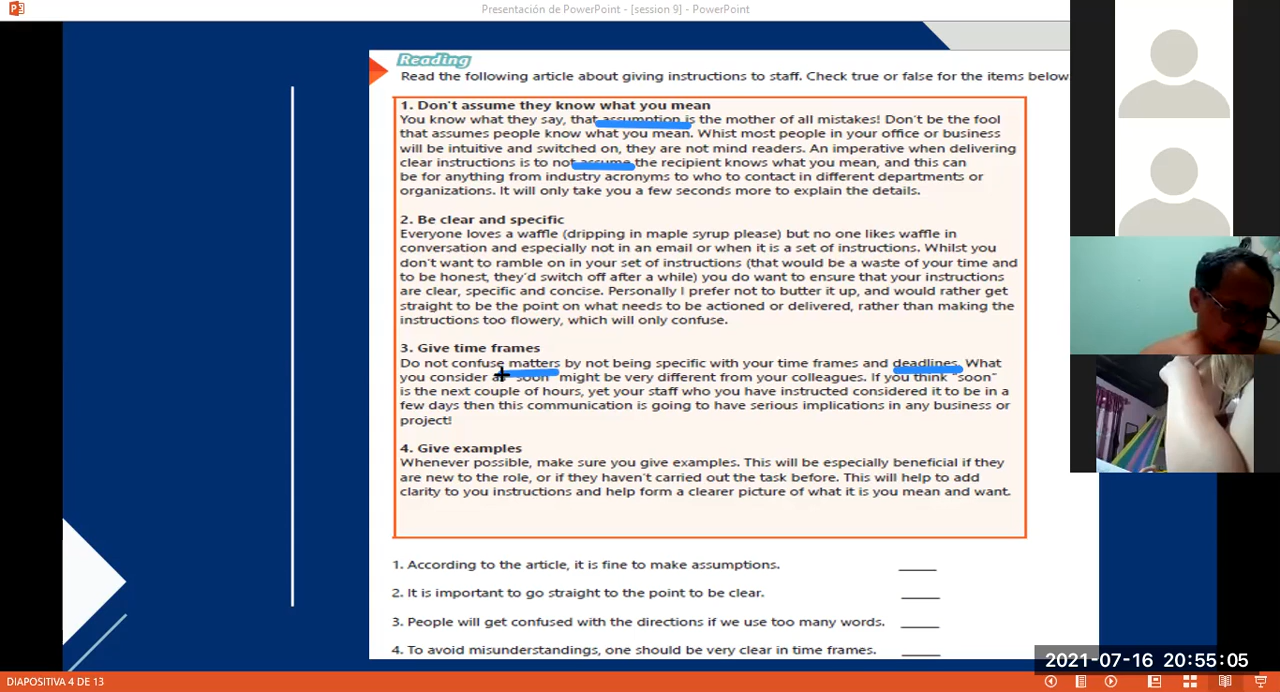 Presentación de PowerPoint - [session 9] - PowerPoint
Reading
Read the following article about giving instructions to staff. Check true or false for the items below
1. Don't assume they know what you mean
You know what they say, that assumption is the mother of all mistakes! Don't be the fool
that assumes people know what you mean. Whist most people in your office or business
will be intuitive and switched on, they are not mind readers. An imperative when delivering
clear instructions is to not assume the recipient knows what you mean, and this can
be for anything from industry acronyms to who to contact in different departments or
organizations. It will only take you a few seconds more to explain the details.
2. Be clear and specific
Everyone loves a waffle (dripping in maple syrup please) but no one likes waffle in
conversation and especially not in an email or when it is a set of instructions. Whilst you
don't want to ramble on in your set of instructions (that would be a waste of your time and
to be honest, they'd switch off after a while) you do want to ensure that your instructions
are clear, specific and concise. Personally I prefer not to butter it up, and would rather get
straight to be the point on what needs to be actioned or delivered, rather than making the
instructions too flowery, which will only confuse.
3. Give time frames
Do not confuse matters by not being specific with your time frames and deadlines. What
you consider as "soon" might be very different from your colleagues. If you think "soon"
is the next couple of hours, yet your staff who you have instructed considered it to be in a
few days then this communication is going to have serious implications in any business or
project!
4. Give examples
Whenever possible, make sure you give examples. This will be especially beneficial if they
are new to the role, or if they haven't carried out the task before. This will help to add
clarity to you instructions and help form a clearer picture of what it is you mean and want.
1. According to the article, it is fine to make assumptions. ____
2. It is important to go straight to the point to be clear. ____
3. People will get confused with the directions if we use too many words. ____
4. To avoid misunderstandings, one should be very clear in time frames. ____
2021-07-16 20:55:05
DIAPOSITIVA 4 DE 13